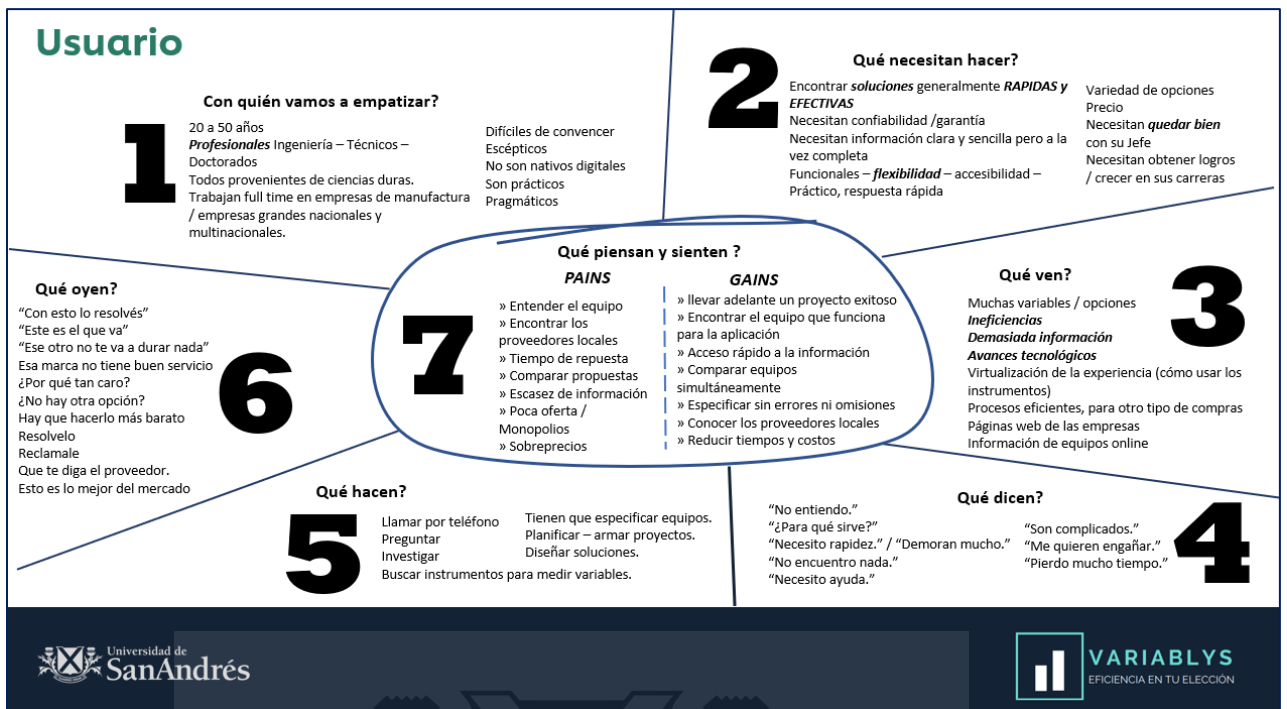 Usuario
1
Con quién vamos a empatizar?
20 a 50 años
Profesionales Ingeniería – Técnicos –
Doctorados
Todos provenientes de ciencias duras.
Trabajan full time en empresas de manufactura
/ empresas grandes nacionales y
multinacionales.
Difíciles de convencer
Escépticos
No son nativos digitales
Son prácticos
Pragmáticos
2
Qué necesitan hacer?
Encontrar soluciones generalmente RAPIDAS y
EFECTIVAS
Necesitan confiabilidad /garantía
Necesitan información clara y sencilla pero a la
vez completa
Funcionales – flexibilidad – accesibilidad –
Práctico, respuesta rápida
Variedad de opciones
Precio
Necesitan quedar bien
con su Jefe
Necesitan obtener logros
/ crecer en sus carreras
3
Qué ven?
Muchas variables / opciones
Ineficiencias
Demasiada información
Avances tecnológicos
Virtualización de la experiencia (cómo usar los
instrumentos)
Procesos eficientes, para otro tipo de compras
Páginas web de las empresas
Información de equipos online
4
Qué dicen?
“No entiendo.”
“¿Para qué sirve?”
“Necesito rapidez.” / “Demoran mucho.”
“No encuentro nada.”
“Necesito ayuda.”
“Son complicados.”
“Me quieren engañar.”
“Pierdo mucho tiempo.”
5
Qué hacen?
Llamar por teléfono
Preguntar
Investigar
Buscar instrumentos para medir variables.
Tienen que especificar equipos.
Planificar – armar proyectos.
Diseñar soluciones.
6
Qué oyen?
“Con esto lo resolvés”
“Este es el que va”
“Ese otro no te va a durar nada”
Esa marca no tiene buen servicio
¿Por qué tan caro?
¿No hay otra opción?
Hay que hacerlo más barato
Resolvelo
Reclamale
Que te diga el proveedor.
Esto es lo mejor del mercado
7
Qué piensan y sienten ?
PAINS
» Entender el equipo
» Encontrar los
proveedores locales
» Tiempo de repuesta
» Comparar propuestas
» Escasez de información
» Poca oferta /
Monopolios
» Sobreprecios
GAINS
» llevar adelante un proyecto exitoso
» Encontrar el equipo que funciona
para la aplicación
» Acceso rápido a la información
» Comparar equipos
simultáneamente
» Especificar sin errores ni omisiones
» Conocer los proveedores locales
» Reducir tiempos y costos
Universidad de
SanAndrés
VARIABLYS
EFICIENCIA EN TU ELECCIÓN